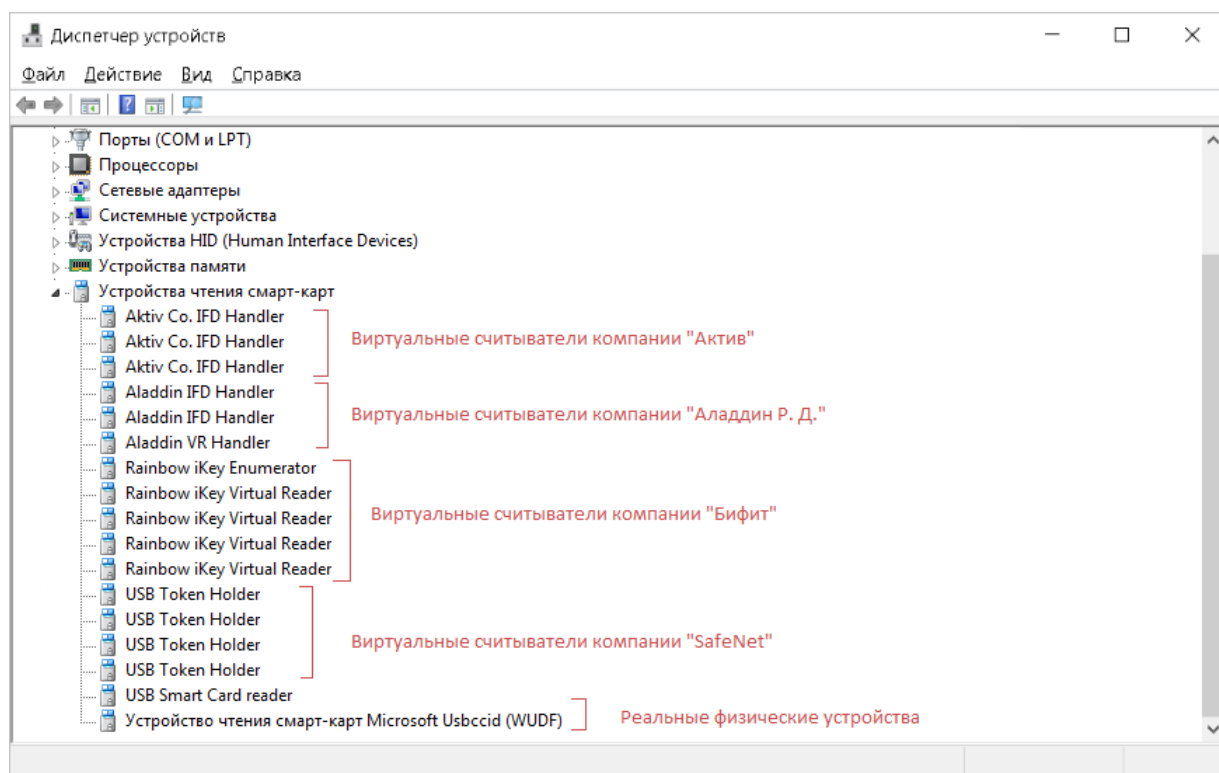 Диспетчер устройств
Файл Действие Вид Справка
Порты (COM и LPT)
Процессоры
Сетевые адаптеры
Системные устройства
Устройства HID (Human Interface Devices)
Устройства памяти
Устройства чтения смарт-карт
Aktiv Co. IFD Handler
Aktiv Co. IFD Handler
Виртуальные считыватели компании "Актив"
Aktiv Co. IFD Handler
Aladdin IFD Handler
Aladdin IFD Handler
Виртуальные считыватели компании "Аладдин Р. Д."
Aladdin VR Handler
Rainbow iKey Enumerator
Rainbow iKey Virtual Reader
Rainbow iKey Virtual Reader
Виртуальные считыватели компании "Бифит"
Rainbow iKey Virtual Reader
Rainbow iKey Virtual Reader
USB Token Holder
USB Token Holder
USB Token Holder
Виртуальные считыватели компании "SafeNet"
USB Token Holder
USB Smart Card reader
Устройство чтения смарт-карт Microsoft Usbccid (WUDF)
Реальные физические устройства